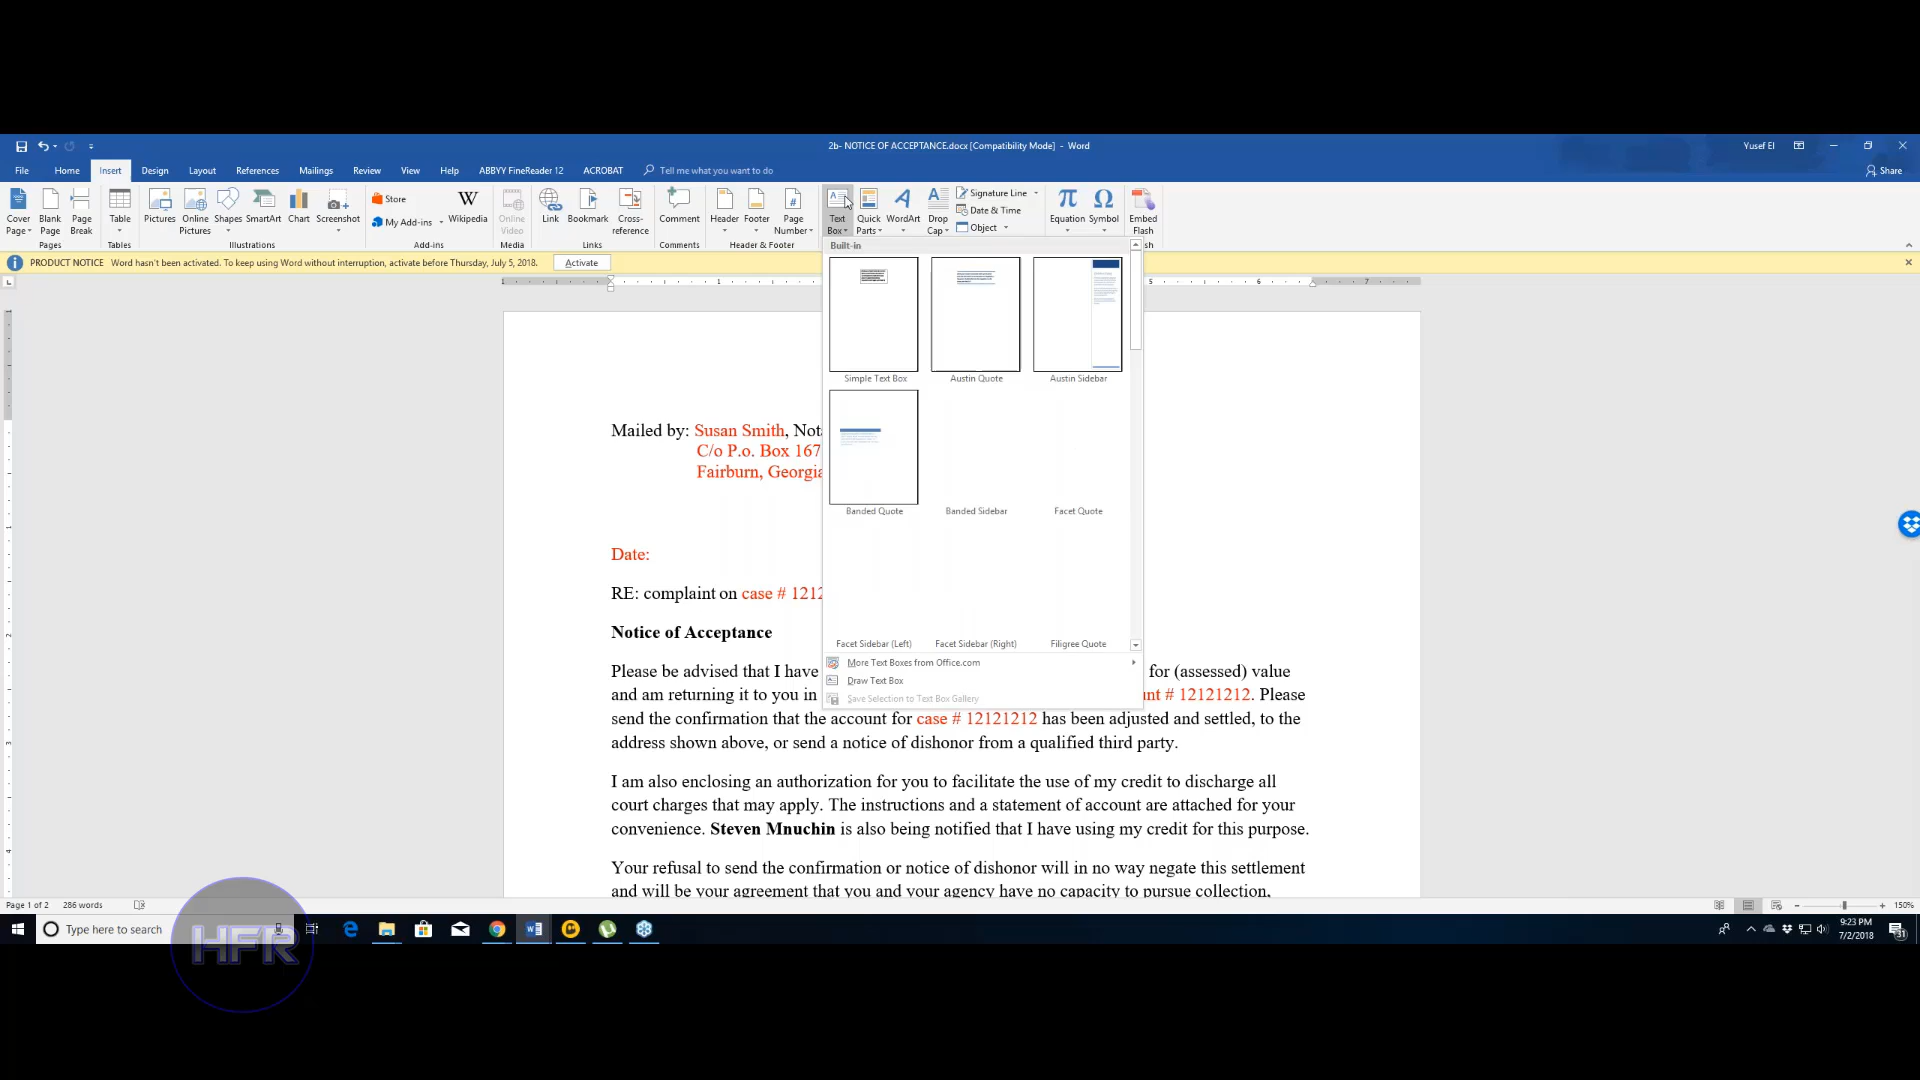 2b- NOTICE OF ACCEPTANCE.docx [Compatibility Mode] - Word
Yusef El
File Home Insert Design Layout References Mailings Review View Help ABBYY FineReader 12 ACROBAT Tell me what you want to do
Share
Cover Page
Blank Page
Page Break
Table
Pictures
Online Pictures
Shapes
SmartArt
Chart
Screenshot
Store
My Add-ins
Wikipedia
Online Video
Link
Bookmark
Cross-reference
Comment
Header
Footer
Page Number
Text Box
Quick Parts
WordArt
Drop Cap
Signature Line
Date & Time
Object
Equation
Symbol
Embed Flash
Pages Tables Illustrations Add-ins Media Links Comments Header & Footer
PRODUCT NOTICE Word hasn't been activated. To keep using Word without interruption, activate before Thursday, July 5, 2018. Activate
Built-in
Simple Text Box Austin Quote Austin Sidebar
Banded Quote Banded Sidebar Facet Quote
Facet Sidebar (Left) Facet Sidebar (Right) Filigree Quote
More Text Boxes from Office.com
Draw Text Box
Save Selection to Text Box Gallery
Mailed by: Susan Smith,
C/o P.o. Box 167
Fairburn,
Date:
RE: complaint on case # 1212
Notice of Acceptance
Please be advised that I have for (assessed) value
and am returning it to you in # 12121212. Please
send the confirmation that the account for case # 12121212 has been adjusted and settled, to the
address shown above, or send a notice of dishonor from a qualified third party.
I am also enclosing an authorization for you to facilitate the use of my credit to discharge all
court charges that may apply. The instructions and a statement of account are attached for your
convenience. Steven Mnuchin is also being notified that I have using my credit for this purpose.
Your refusal to send the confirmation or notice of dishonor will in no way negate this settlement
and will be your agreement that you and your agency have no capacity to pursue collection,
Page 1 of 2 286 words
150%
Type here to search
9:23 PM
7/2/2018
31
HFR